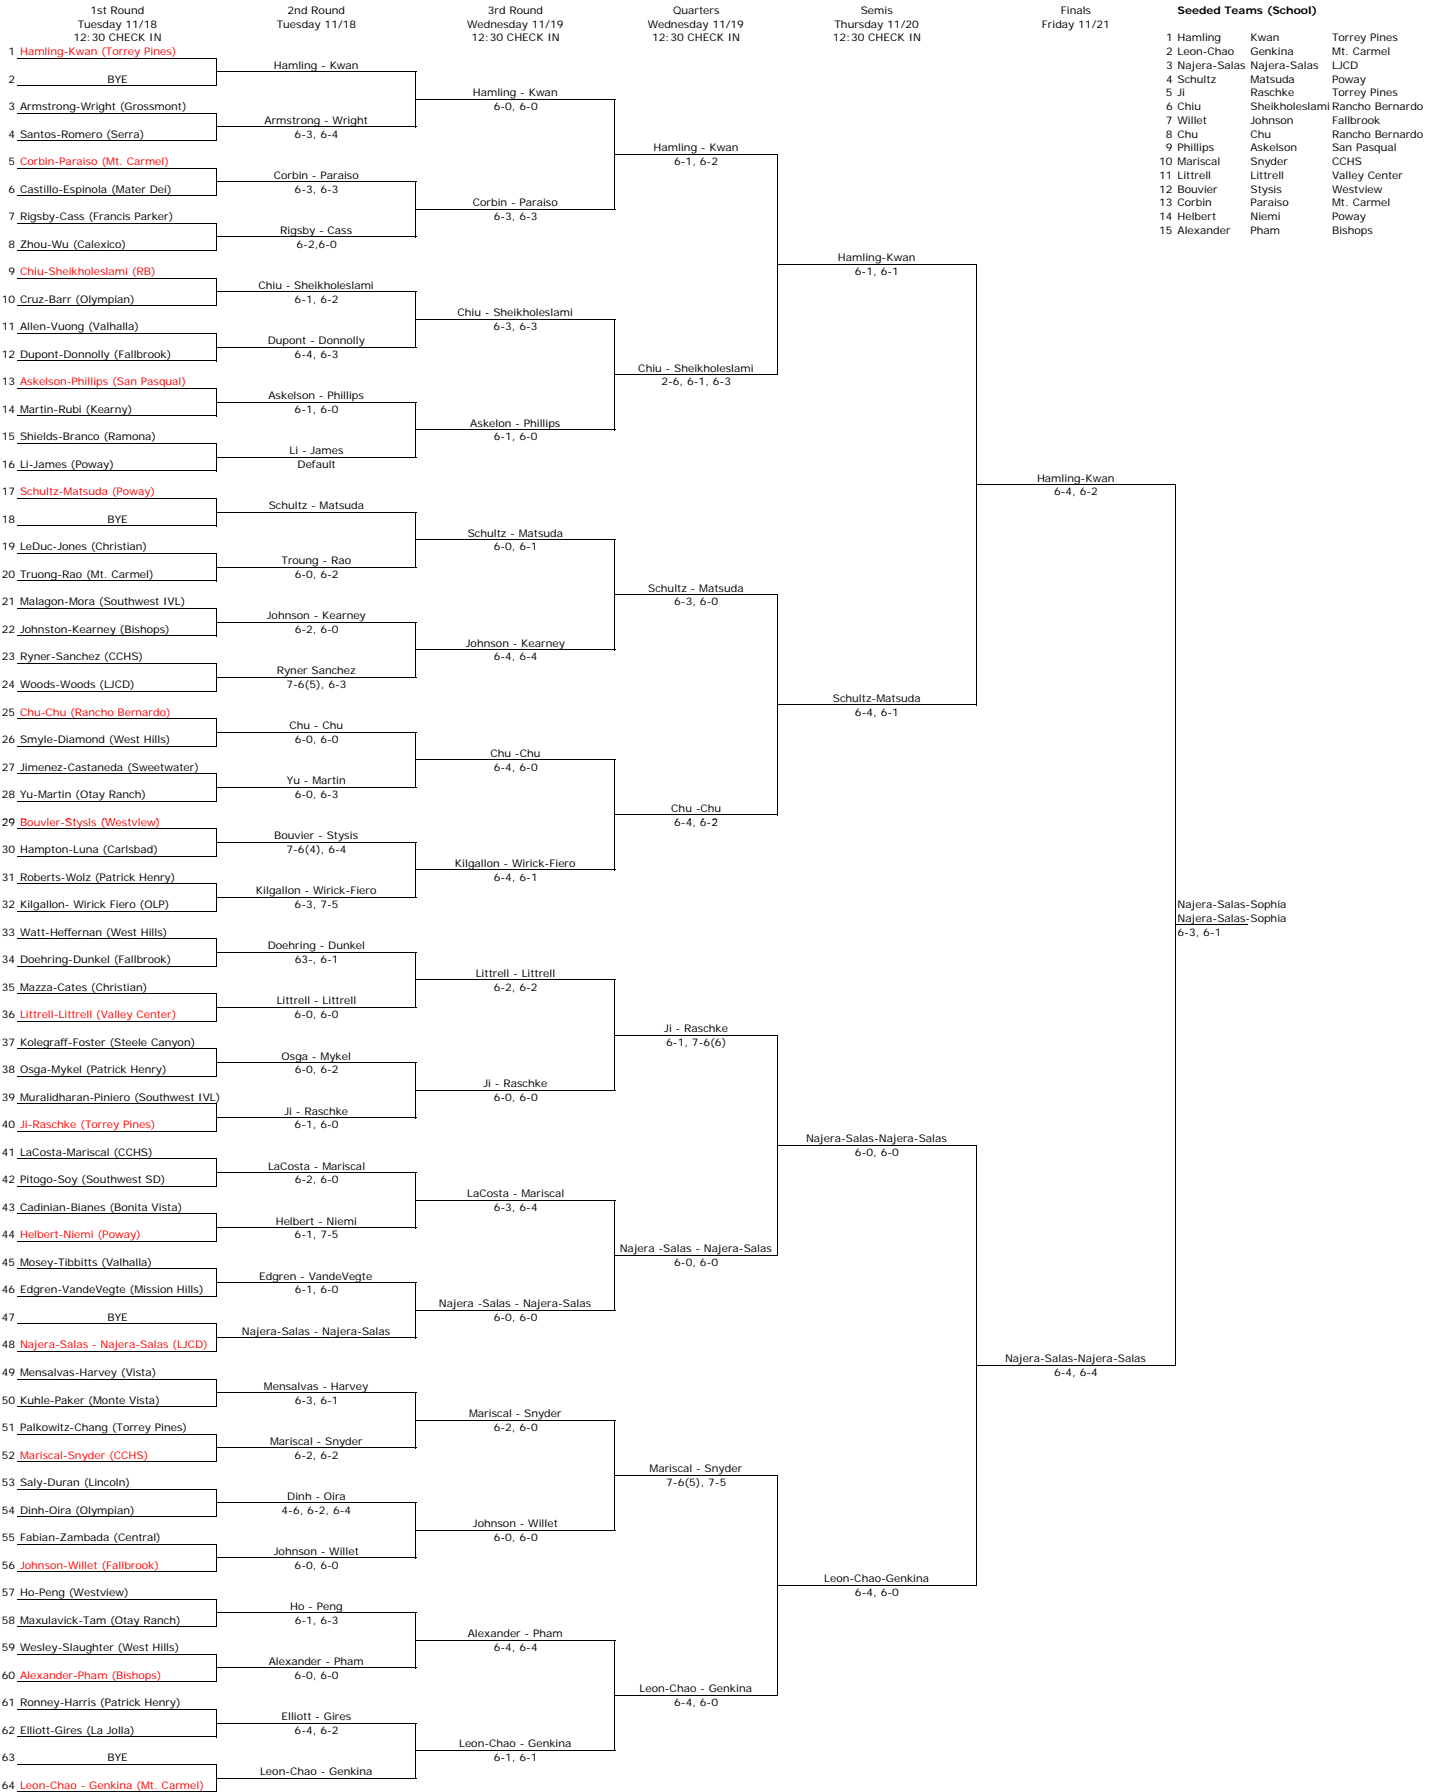 1st Round
Tuesday 11/18
12:30 CHECK IN
2nd Round
Tuesday 11/18
3rd Round
Wednesday 11/19
12:30 CHECK IN
Quarters
Wednesday 11/19
12:30 CHECK IN
Semis
Thursday 11/20
12:30 CHECK IN
Finals
Friday 11/21
Seeded Teams (School)
1 Hamling Kwan Torrey Pines
2 Leon-Chao Genkina Mt. Carmel
3 Najera-Salas Najera-Salas LJCD
4 Schultz Matsuda Poway
5 Ji Raschke Torrey Pines
6 Chiu Sheikholeslami Rancho Bernardo
7 Willet Johnson Fallbrook
8 Chu Chu Rancho Bernardo
9 Phillips Askelson San Pasqual
10 Mariscal Snyder CCHS
11 Littrell Littrell Valley Center
12 Bouvier Stysis Westview
13 Corbin Paraiso Mt. Carmel
14 Helbert Niemi Poway
15 Alexander Pham Bishops
1 Hamling-Kwan (Torrey Pines)
2 BYE
3 Armstrong-Wright (Grossmont)
4 Santos-Romero (Serra)
5 Corbin-Paraiso (Mt. Carmel)
6 Castillo-Espinola (Mater Dei)
7 Rigsby-Cass (Francis Parker)
8 Zhou-Wu (Calexico)
9 Chiu-Sheikholeslami (RB)
10 Cruz-Barr (Olympian)
11 Allen-Vuong (Valhalla)
12 Dupont-Donnolly (Fallbrook)
13 Askelson-Phillips (San Pasqual)
14 Martin-Rubi (Kearny)
15 Shields-Branco (Ramona)
16 Li-James (Poway)
17 Schultz-Matsuda (Poway)
18 BYE
19 LeDuc-Jones (Christian)
20 Truong-Rao (Mt. Carmel)
21 Malagon-Mora (Southwest IVL)
22 Johnston-Kearney (Bishops)
23 Ryner-Sanchez (CCHS)
24 Woods-Woods (LJCD)
25 Chu-Chu (Rancho Bernardo)
26 Smyle-Diamond (West Hills)
27 Jimenez-Castaneda (Sweetwater)
28 Yu-Martin (Otay Ranch)
29 Bouvier-Stysis (Westview)
30 Hampton-Luna (Carlsbad)
31 Roberts-Wolz (Patrick Henry)
32 Kilgallon- Wirick Fiero (OLP)
33 Watt-Heffernan (West Hills)
34 Doehring-Dunkel (Fallbrook)
35 Mazza-Cates (Christian)
36 Littrell-Littrell (Valley Center)
37 Kolegraff-Foster (Steele Canyon)
38 Osga-Mykel (Patrick Henry)
39 Muralidharan-Piniero (Southwest IVL)
40 Ji-Raschke (Torrey Pines)
41 LaCosta-Mariscal (CCHS)
42 Pitogo-Soy (Southwest SD)
43 Cadinian-Bianes (Bonita Vista)
44 Helbert-Niemi (Poway)
45 Mosey-Tibbitts (Valhalla)
46 Edgren-VandeVegte (Mission Hills)
47 BYE
48 Najera-Salas - Najera-Salas (LJCD)
49 Mensalvas-Harvey (Vista)
50 Kuhle-Paker (Monte Vista)
51 Palkowitz-Chang (Torrey Pines)
52 Mariscal-Snyder (CCHS)
53 Saly-Duran (Lincoln)
54 Dinh-Oira (Olympian)
55 Fabian-Zambada (Central)
56 Johnson-Willet (Fallbrook)
57 Ho-Peng (Westview)
58 Maxulavick-Tam (Otay Ranch)
59 Wesley-Slaughter (West Hills)
60 Alexander-Pham (Bishops)
61 Ronney-Harris (Patrick Henry)
62 Elliott-Gires (La Jolla)
63 BYE
64 Leon-Chao - Genkina (Mt. Carmel)
Hamling - Kwan
Armstrong - Wright
6-3, 6-4
Corbin - Paraiso
6-3, 6-3
Rigsby - Cass
6-2,6-0
Chiu - Sheikholeslami
6-1, 6-2
Dupont - Donnolly
6-4, 6-3
Askelson - Phillips
6-1, 6-0
Li - James
Default
Schultz - Matsuda
Troung - Rao
6-0, 6-2
Johnson - Kearney
6-2, 6-0
Ryner Sanchez
7-6(5), 6-3
Chu - Chu
6-0, 6-0
Yu - Martin
6-0, 6-3
Bouvier - Stysis
7-6(4), 6-4
Kilgallon - Wirick-Fiero
6-3, 7-5
Doehring - Dunkel
63-, 6-1
Littrell - Littrell
6-0, 6-0
Osga - Mykel
6-0, 6-2
Ji - Raschke
6-1, 6-0
LaCosta - Mariscal
6-2, 6-0
Helbert - Niemi
6-1, 7-5
Edgren - VandeVegte
6-1, 6-0
Najera-Salas - Najera-Salas
Mensalvas - Harvey
6-3, 6-1
Mariscal - Snyder
6-2, 6-2
Dinh - Oira
4-6, 6-2, 6-4
Johnson - Willet
6-0, 6-0
Ho - Peng
6-1, 6-3
Alexander - Pham
6-0, 6-0
Elliott - Gires
6-4, 6-2
Leon-Chao - Genkina
Hamling - Kwan
6-0, 6-0
Corbin - Paraiso
6-3, 6-3
Chiu - Sheikholeslami
6-3, 6-3
Askelon - Phillips
6-1, 6-0
Schultz - Matsuda
6-0, 6-1
Johnson - Kearney
6-4, 6-4
Chu -Chu
6-4, 6-0
Kilgallon - Wirick-Fiero
6-4, 6-1
Littrell - Littrell
6-2, 6-2
Ji - Raschke
6-0, 6-0
LaCosta - Mariscal
6-3, 6-4
Najera -Salas - Najera-Salas
6-0, 6-0
Mariscal - Snyder
6-2, 6-0
Johnson - Willet
6-0, 6-0
Alexander - Pham
6-4, 6-4
Leon-Chao - Genkina
6-1, 6-1
Hamling - Kwan
6-1, 6-2
Chiu - Sheikholeslami
2-6, 6-1, 6-3
Schultz - Matsuda
6-3, 6-0
Chu -Chu
6-4, 6-2
Ji - Raschke
6-1, 7-6(6)
Najera -Salas - Najera-Salas
6-0, 6-0
Mariscal - Snyder
7-6(5), 7-5
Leon-Chao - Genkina
6-4, 6-0
Hamling-Kwan
6-1, 6-1
Schultz-Matsuda
6-4, 6-1
Najera-Salas-Najera-Salas
6-0, 6-0
Leon-Chao-Genkina
6-4, 6-0
Hamling-Kwan
6-4, 6-2
Najera-Salas-Najera-Salas
6-4, 6-4
Najera-Salas-Sophia
Najera-Salas-Sophia
6-3, 6-1